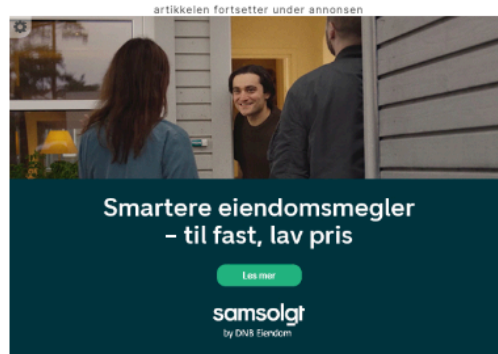 artikkelen fortsetter under annonsen
Smartere eiendomsmegler
– til fast, lav pris
Les mer
samsolgt
by DNB Eiendom